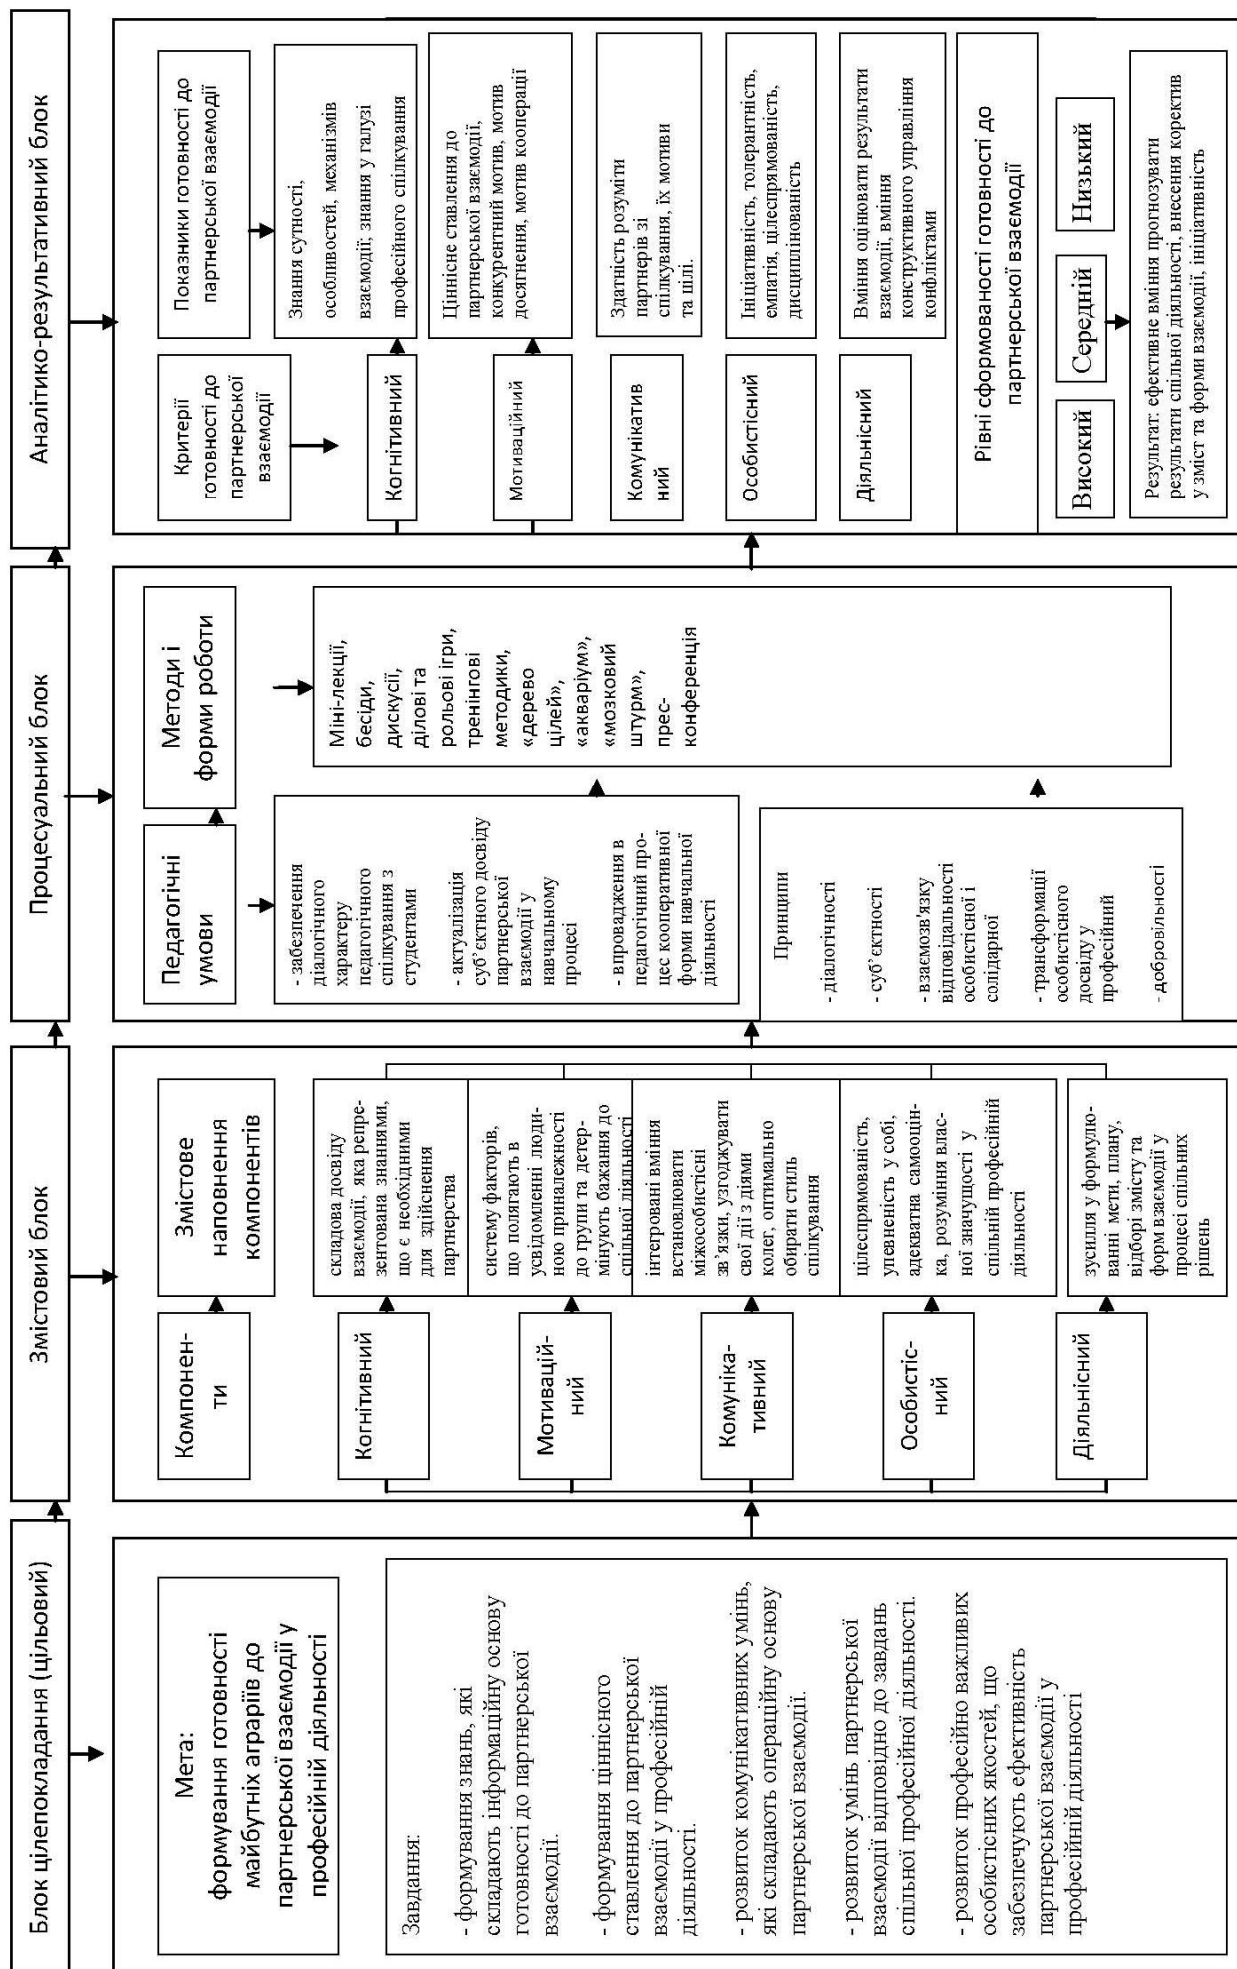 Блок цілепокладання (цільовий)
Мета:
формування готовності
майбутніх аграріїв до
партнерської взаємодії у
професійній діяльності
Завдання:
- формування знань, які
складають інформаційну основу
готовності до партнерської
взаємодії.
- формування ціннісного
ставлення до партнерської
взаємодії у професійній
діяльності.
- розвиток комунікативних умінь,
які складають операційну основу
партнерської взаємодії.
- розвиток умінь партнерської
взаємодії відповідно до завдань
спільної професійної діяльності.
- розвиток професійно важливих
особистісних якостей, що
забезпечують ефективність
партнерської взаємодії у
професійній діяльності
Змістовий блок
Компонен-
ти
Змістове
наповнення
компонентів
Когнітивний
складова досвіду
взаємодії, яка репре-
зентована знаннями,
що є необхідними
для здійснення
партнерства
Мотивацій-
ний
систему факторів,
що полягають в
усвідомленні люди-
ною приналежності
до групи та детер-
мінують бажання до
спільної діяльності
Комуніка-
тивний
інтегровані вміння
встановлювати
міжособистісні
зв’язки, узгоджувати
свої дії з діями
колег, оптимально
обирати стиль
спілкування
Особистіс-
ний
цілеспрямованість,
упевненість у собі,
адекватна самооцін-
ка, розуміння влас-
ної значущості у
спільній професійній
діяльності
Діяльнісний
зусилля у формулю-
ванні мети, плану,
відборі змісту та
форм взаємодії у
процесі спільних
рішень
Процесуальний блок
Педагогічні
умови
Методи і
форми роботи
- забезпечення
діалогічного
характеру
педагогічного
спілкування з
студентами
- актуалізація
суб’єктного досвіду
партнерської
взаємодії у
навчальному
процесі
- впровадження в
педагогічний про-
цес кооперативної
форми навчальної
діяльності
Міні-лекції,
бесіди,
дискусії,
ділові та
рольові ігри,
тренінгові
методики,
«дерево
цілей»,
«акваріум»,
«мозковий
штурм»,
прес-
конференція
Принципи
- діалогічності
- суб’єктності
- взаємозв'язку
відповідальності
особистісної і
солідарної
- трансформації
особистісного
досвіду у
професійний
- добровільності
Аналітико-результативний блок
Критерії
готовності до
партнерської
взаємодії
Показники готовності до
партнерської взаємодії
Когнітивний
Знання сутності,
особливостей, механізмів
взаємодії; знання у галузі
професійного спілкування
Мотиваційний
Ціннісне ставлення до
партнерської взаємодії,
конкурентний мотив, мотив
досягнення, мотив кооперації
Комунікатив
ний
Здатність розуміти
партнерів зі
спілкування, їх мотиви
та шлі.
Особистісний
Ініціативність, толерантність,
емпатія, цілеспрямованість,
дисциплінованість
Діяльнісний
Вміння оцінювати результати
взаємодії, вміння
конструктивного управління
конфліктами
Рівні сформованості готовності до
партнерської взаємодії
Високий
Середній
Низький
Результат: ефективне вміння прогнозувати
результати спільної діяльності, внесення коректив
у зміст та форми взаємодії, ініціативність